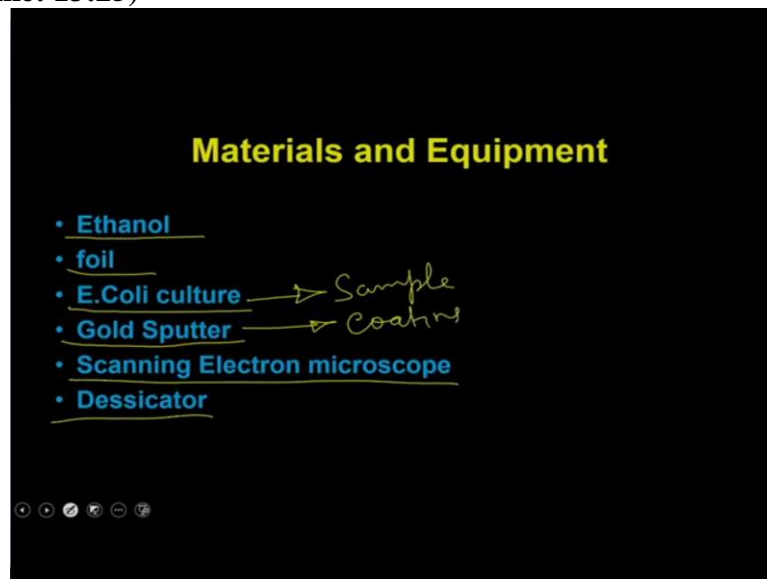 Materials and Equipment
• Ethanol
• foil
• E.Coli culture → Sample
• Gold Sputter → Coating
• Scanning Electron microscope
• Dessicator